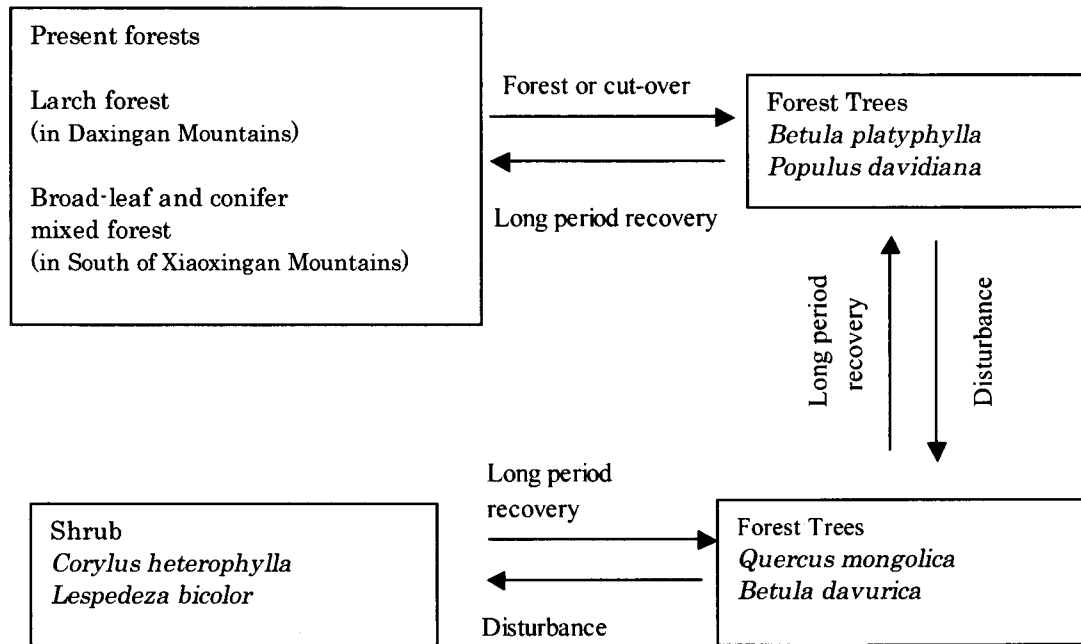 Present forests
Larch forest
(in Daxingan Mountains)
Broad-leaf and conifer
mixed forest
(in South of Xiaoxingan Mountains)
Forest or cut-over
Long period recovery
Forest Trees
Betula platyphylla
Populus davidiana
Long period
recovery
Disturbance
Shrub
Corylus heterophylla
Lespedeza bicolor
Long period
recovery
Disturbance
Forest Trees
Quercus mongolica
Betula davurica